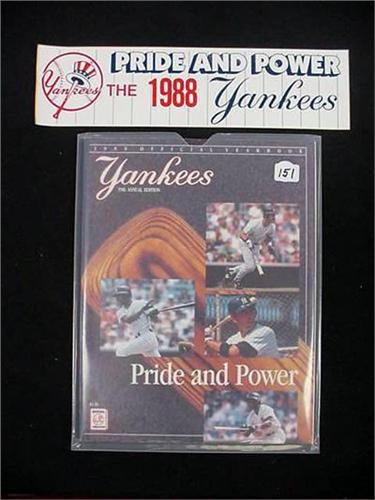 PRIDE AND POWER
Yankees THE 1988 Yankees
1988 OFFICIAL YEARBOOK
Yankees
151
Pride and Power